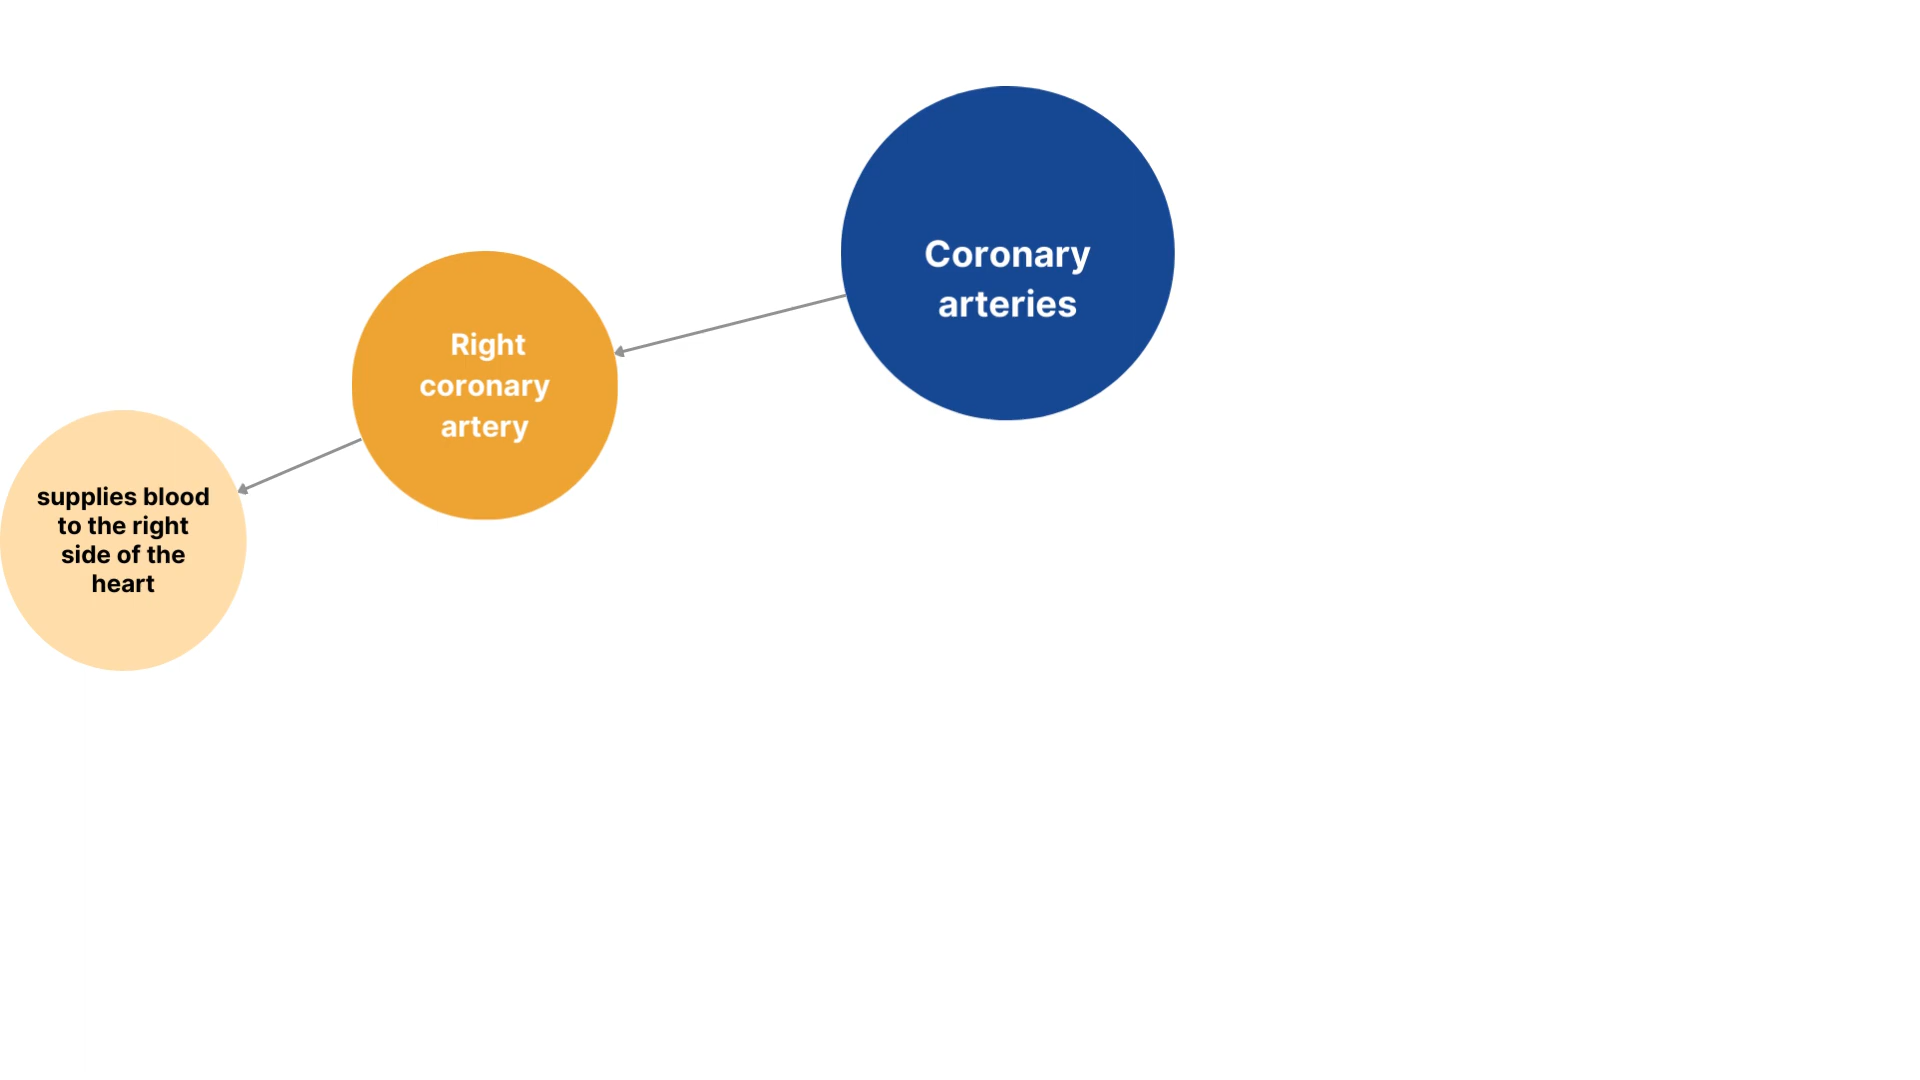 Coronary
arteries
Right
coronary
artery
supplies blood
to the right
side of the
heart